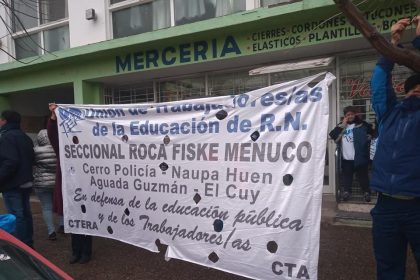 CIERRES - CORDONES
MERCERIA
ELASTICOS - PLANTILLAS
Unión de Trabajadores/as
de la Educación de R.N.
SECCIONAL ROCA FISKE MENUCO
Cerro Policía - Naupa Huen
Aguada Guzmán - El Cuy
En defensa de la educación pública
y de los Trabajadores/as
CTERA
CTA